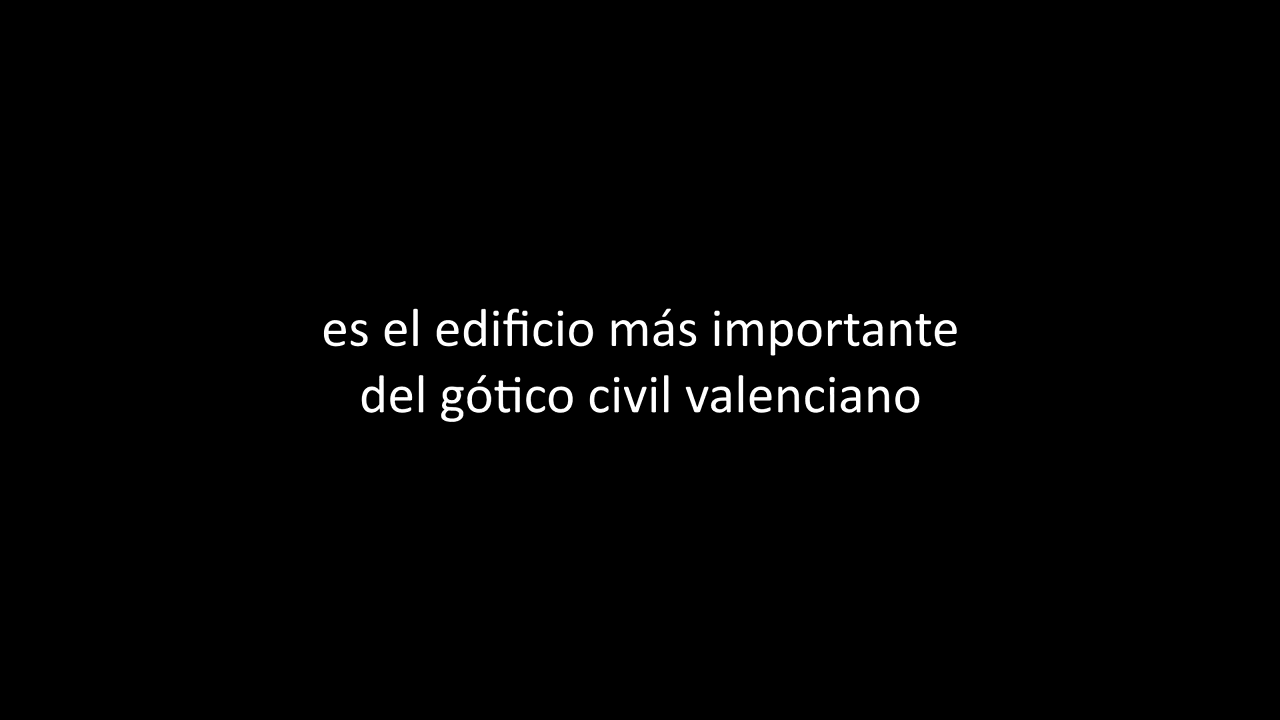 es el edificio más importante
del gótico civil valenciano